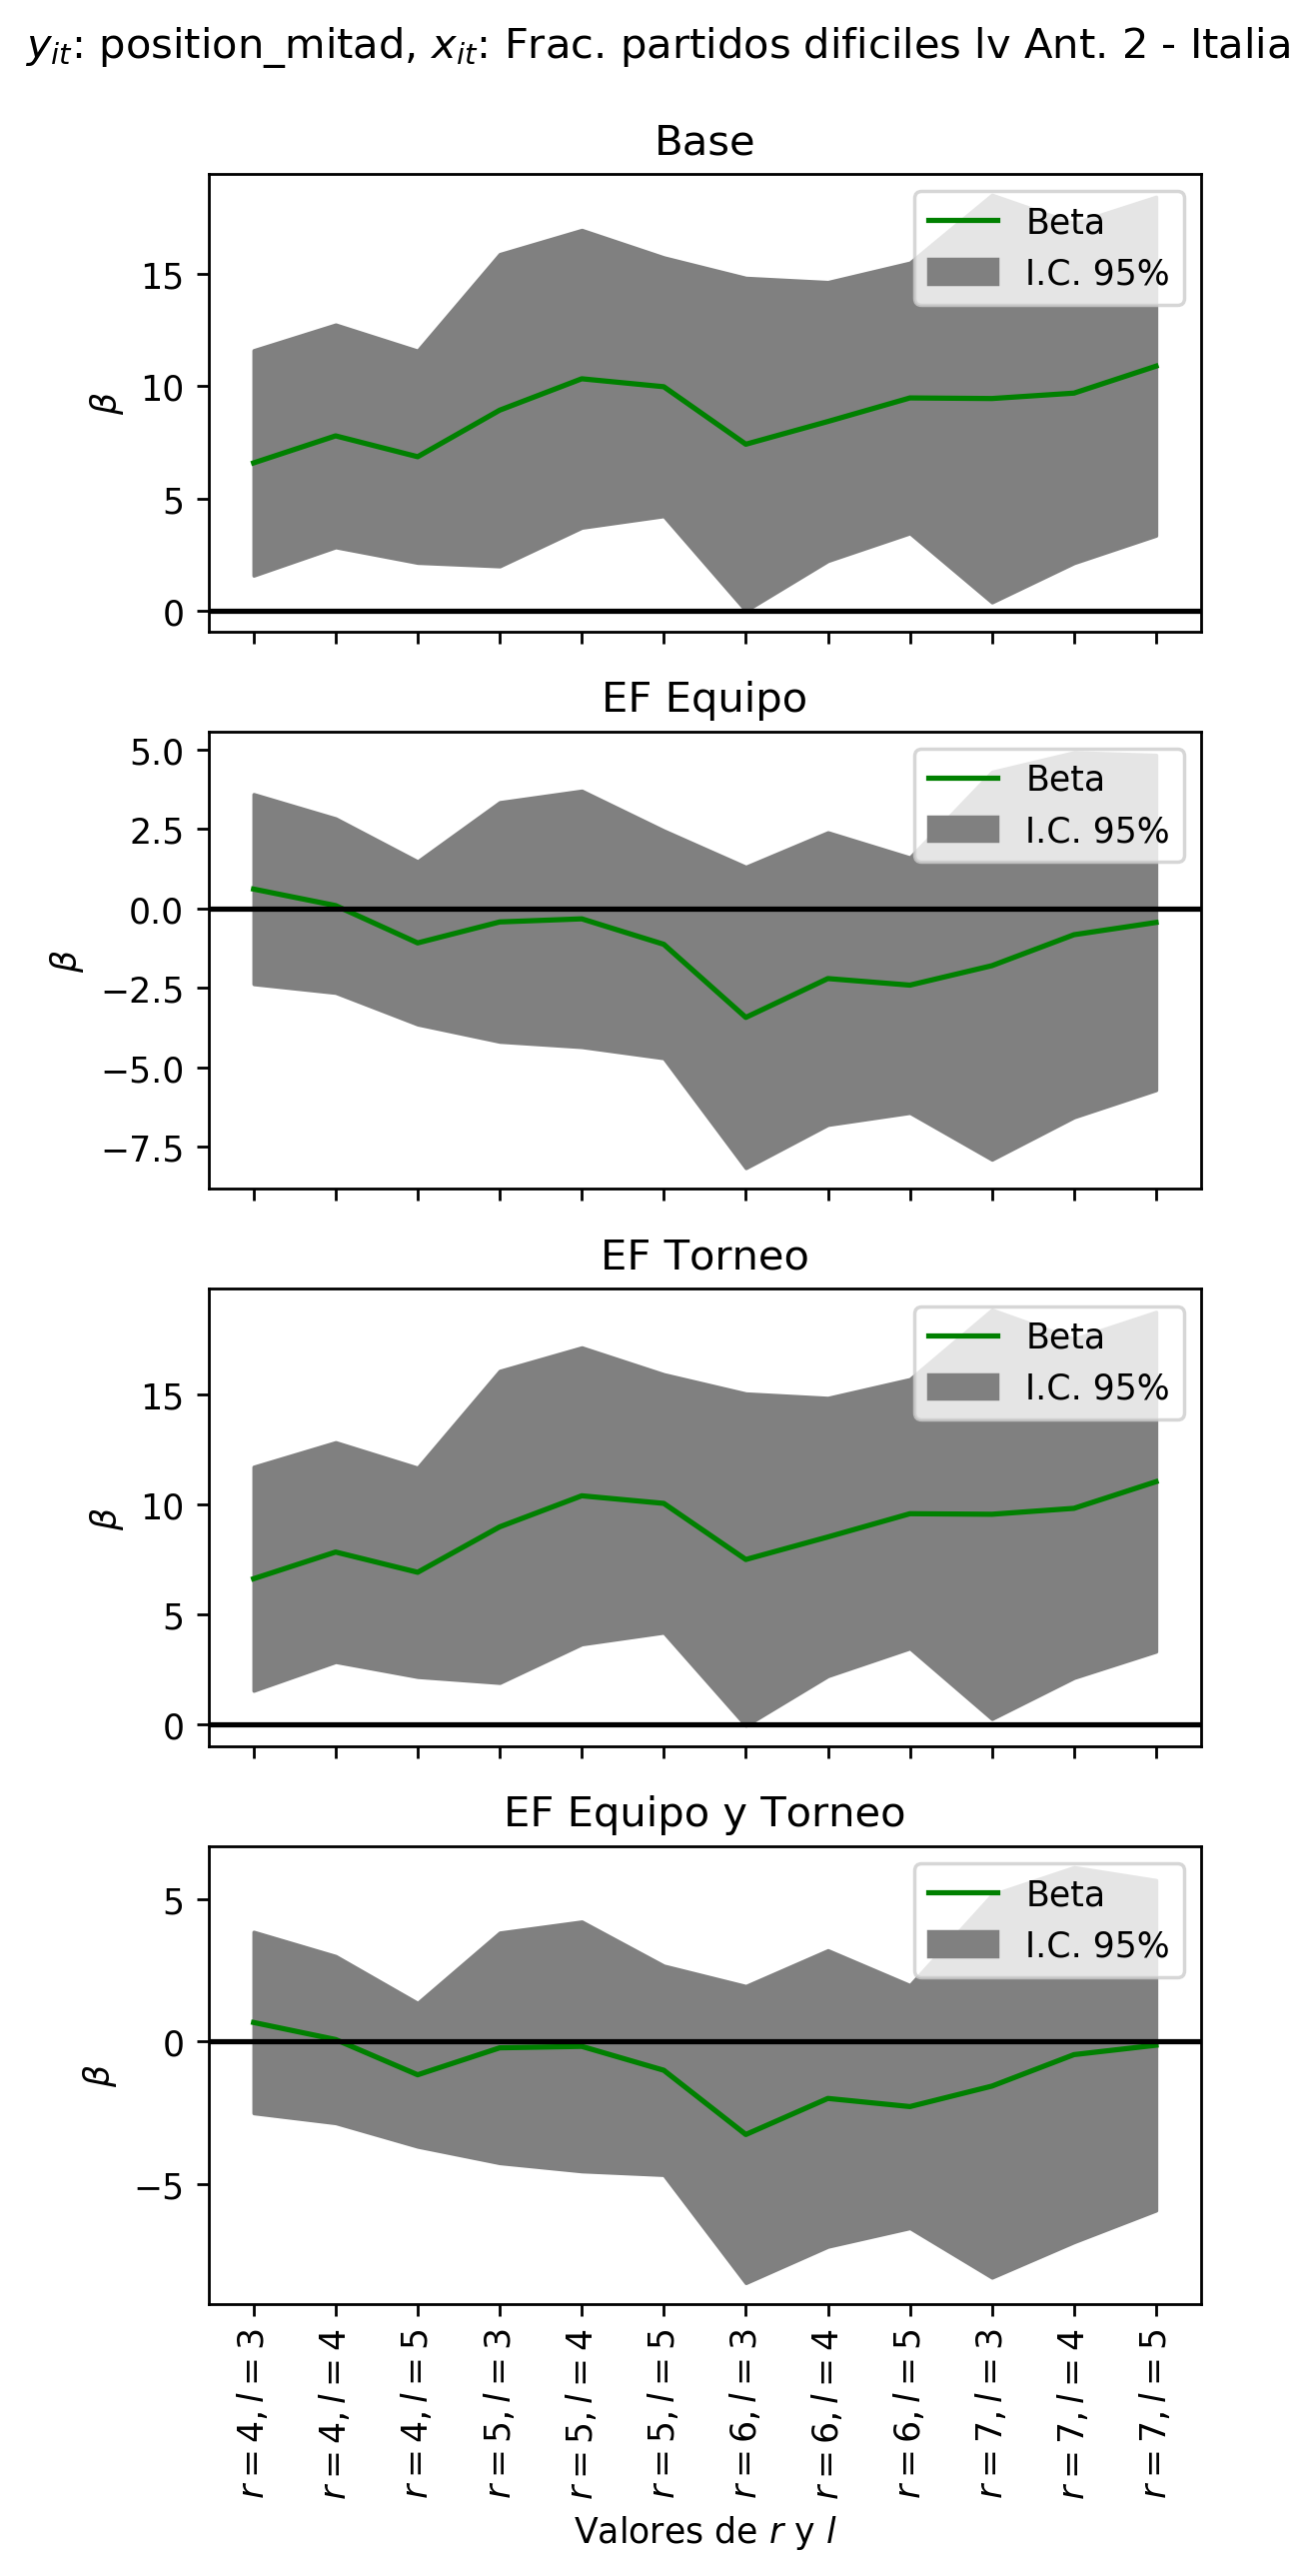 y_it: position_mitad, x_it: Frac. partidos dificiles lv Ant. 2 - Italia
Base
Beta
I.C. 95%
15
10
5
0
β
EF Equipo
Beta
I.C. 95%
5.0
2.5
0.0
−2.5
−5.0
−7.5
β
EF Torneo
Beta
I.C. 95%
15
10
5
0
β
EF Equipo y Torneo
Beta
I.C. 95%
5
0
−5
β
r = 4, l = 3
r = 4, l = 4
r = 4, l = 5
r = 5, l = 3
r = 5, l = 4
r = 5, l = 5
r = 6, l = 3
r = 6, l = 4
r = 6, l = 5
r = 7, l = 3
r = 7, l = 4
r = 7, l = 5
Valores de r y l